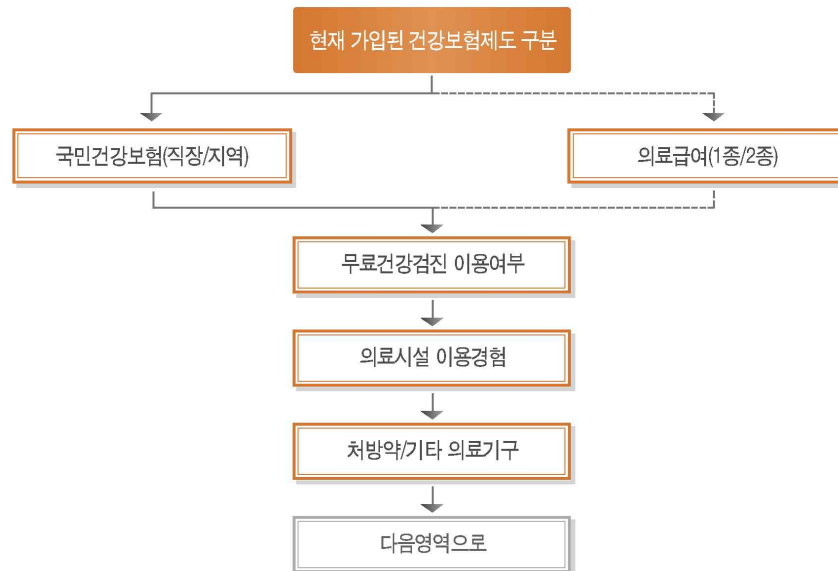 현재 가입된 건강보험제도 구분
국민건강보험(직장/지역)
의료급여(1종/2종)
무료건강검진 이용여부
의료시설 이용경험
처방약/기타 의료기구
다음영역으로